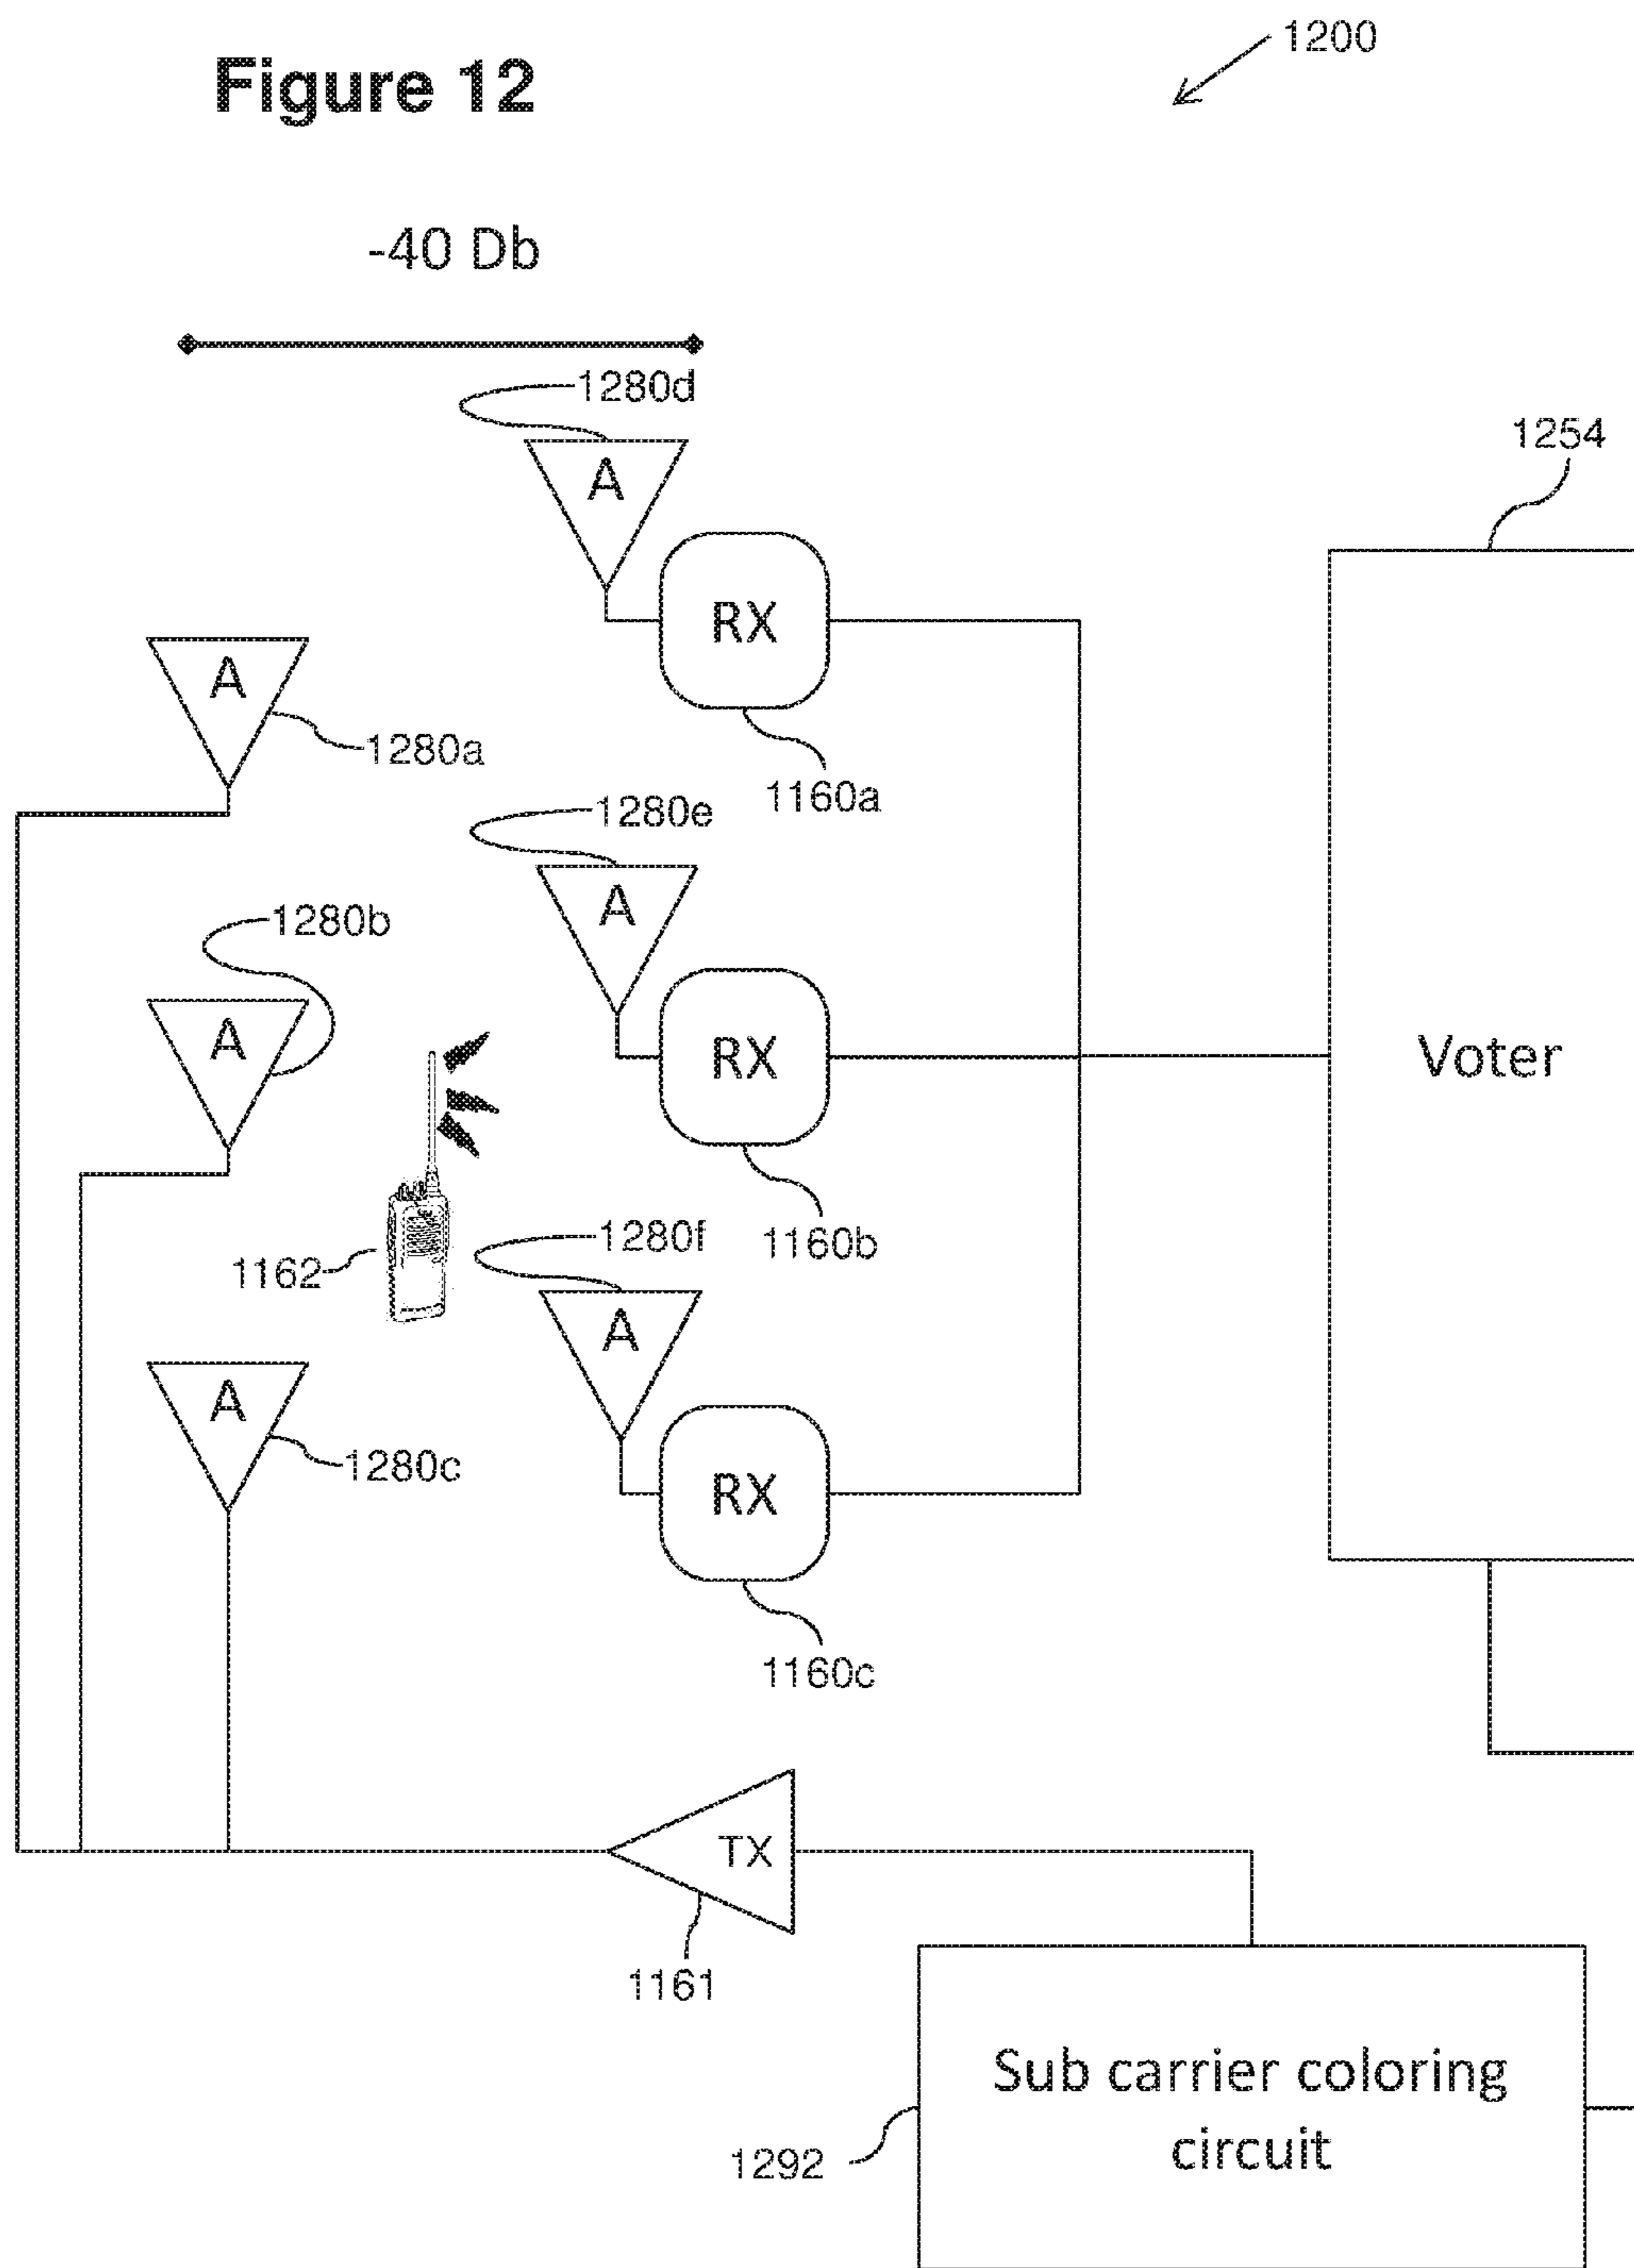 Figure 12
1200
-40 Db
1280d
1254
A
RX
A
1280a
1160a
1280e
A
1280b
A
RX
Voter
1280f
1160b
1162
A
A
1280c
RX
1160c
TX
1161
Sub carrier coloring
circuit
1292